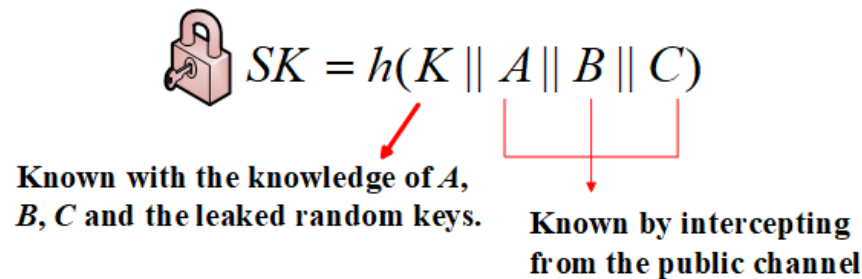 SK = h(K || A || B || C)
Known with the knowledge of A,
B, C and the leaked random keys.
Known by intercepting
from the public channel